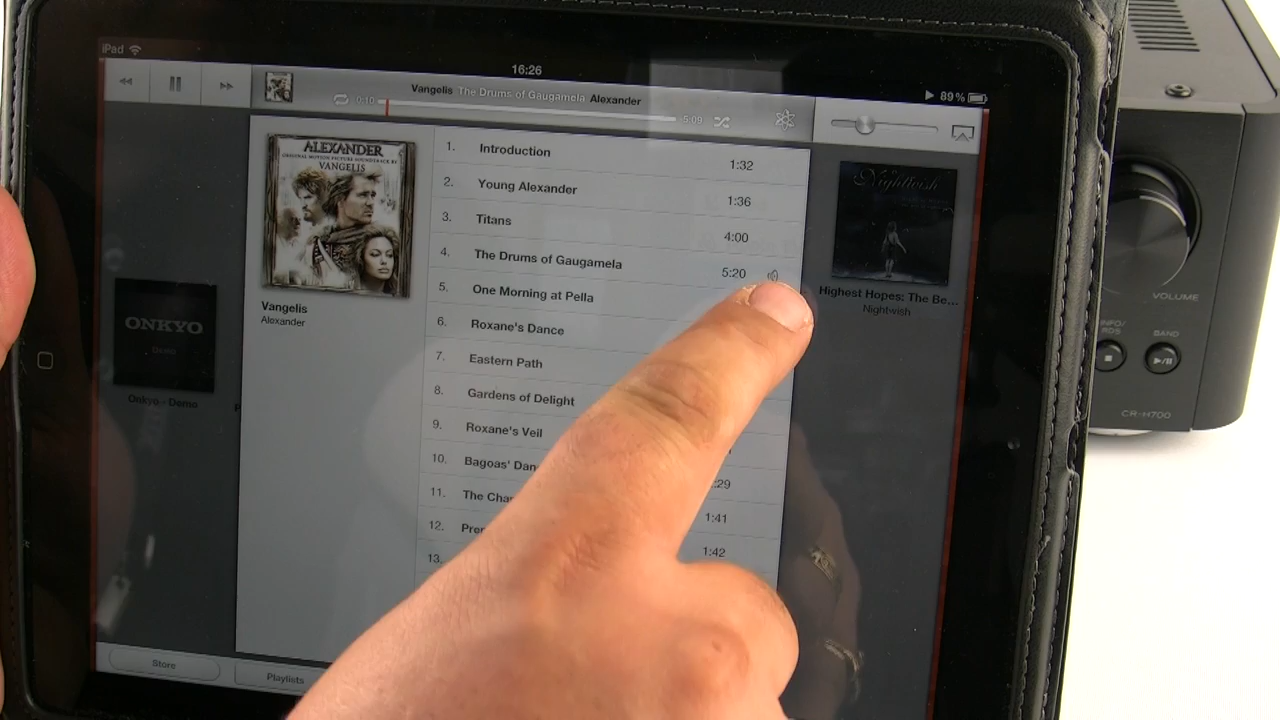 iPad
16:26
89%
Vangelis The Drums of Gaugamela Alexander
0:10
-5:09
ALEXANDER
ORIGINAL MOTION PICTURE SOUNDTRACK BY
VANGELIS
Vangelis
Alexander
1. Introduction 1:32
2. Young Alexander 1:36
3. Titans 4:00
4. The Drums of Gaugamela 5:20
5. One Morning at Pella
6. Roxane's Dance
7. Eastern Path
8. Gardens of Delight
9. Roxane's Veil
10. Bagoas' Dan
11. The Cha 1:41
12. Pre 1:42
13.
:29
ONKYO
Demo
Onkyo - Demo
Nightwish
Highest Hopes: The Be...
Nightwish
Store
Playlists
VOLUME
INFO/
RDS
BAND
CR-H700